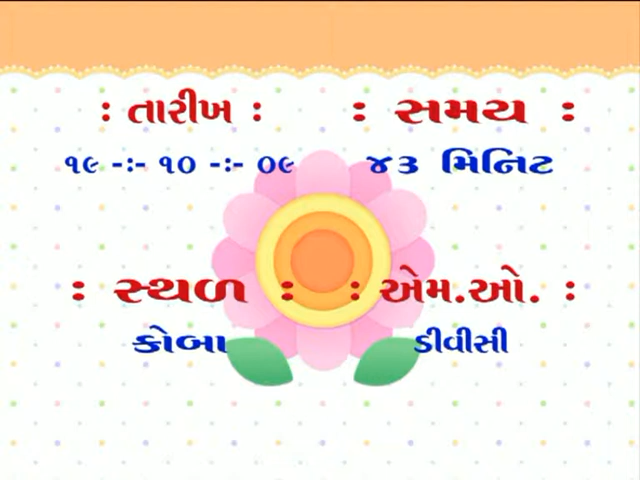 : તારીખ : : સમય :
૧૯ -:- ૧૦ -:- ૦૯ ૪૩ મિનિટ
: સ્થળ : : એમ.ઓ. :
કોબા ડીવીસી